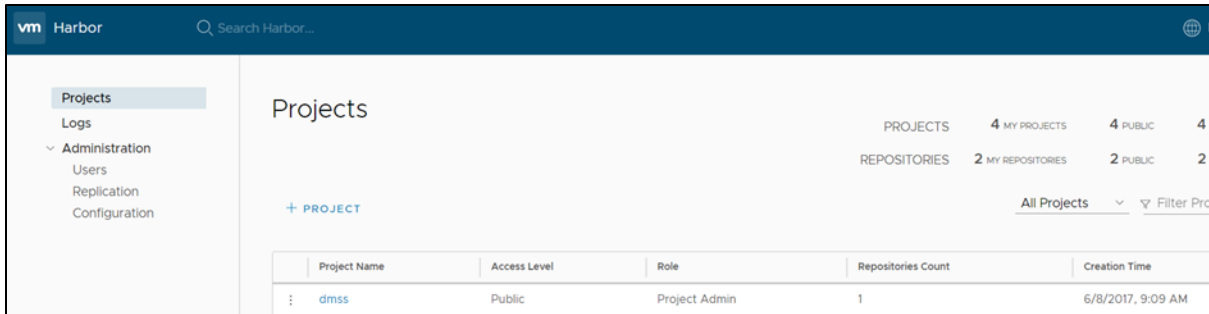 vm Harbor Search Harbor...
Projects
Logs
Administration
Users
Replication
Configuration
Projects
PROJECTS 4 MY PROJECTS 4 PUBLIC 4
REPOSITORIES 2 MY REPOSITORIES 2 PUBLIC 2
+ PROJECT
All Projects Filter Pro
Project Name Access Level Role Repositories Count Creation Time
dmss Public Project Admin 1 6/8/2017, 9:09 AM